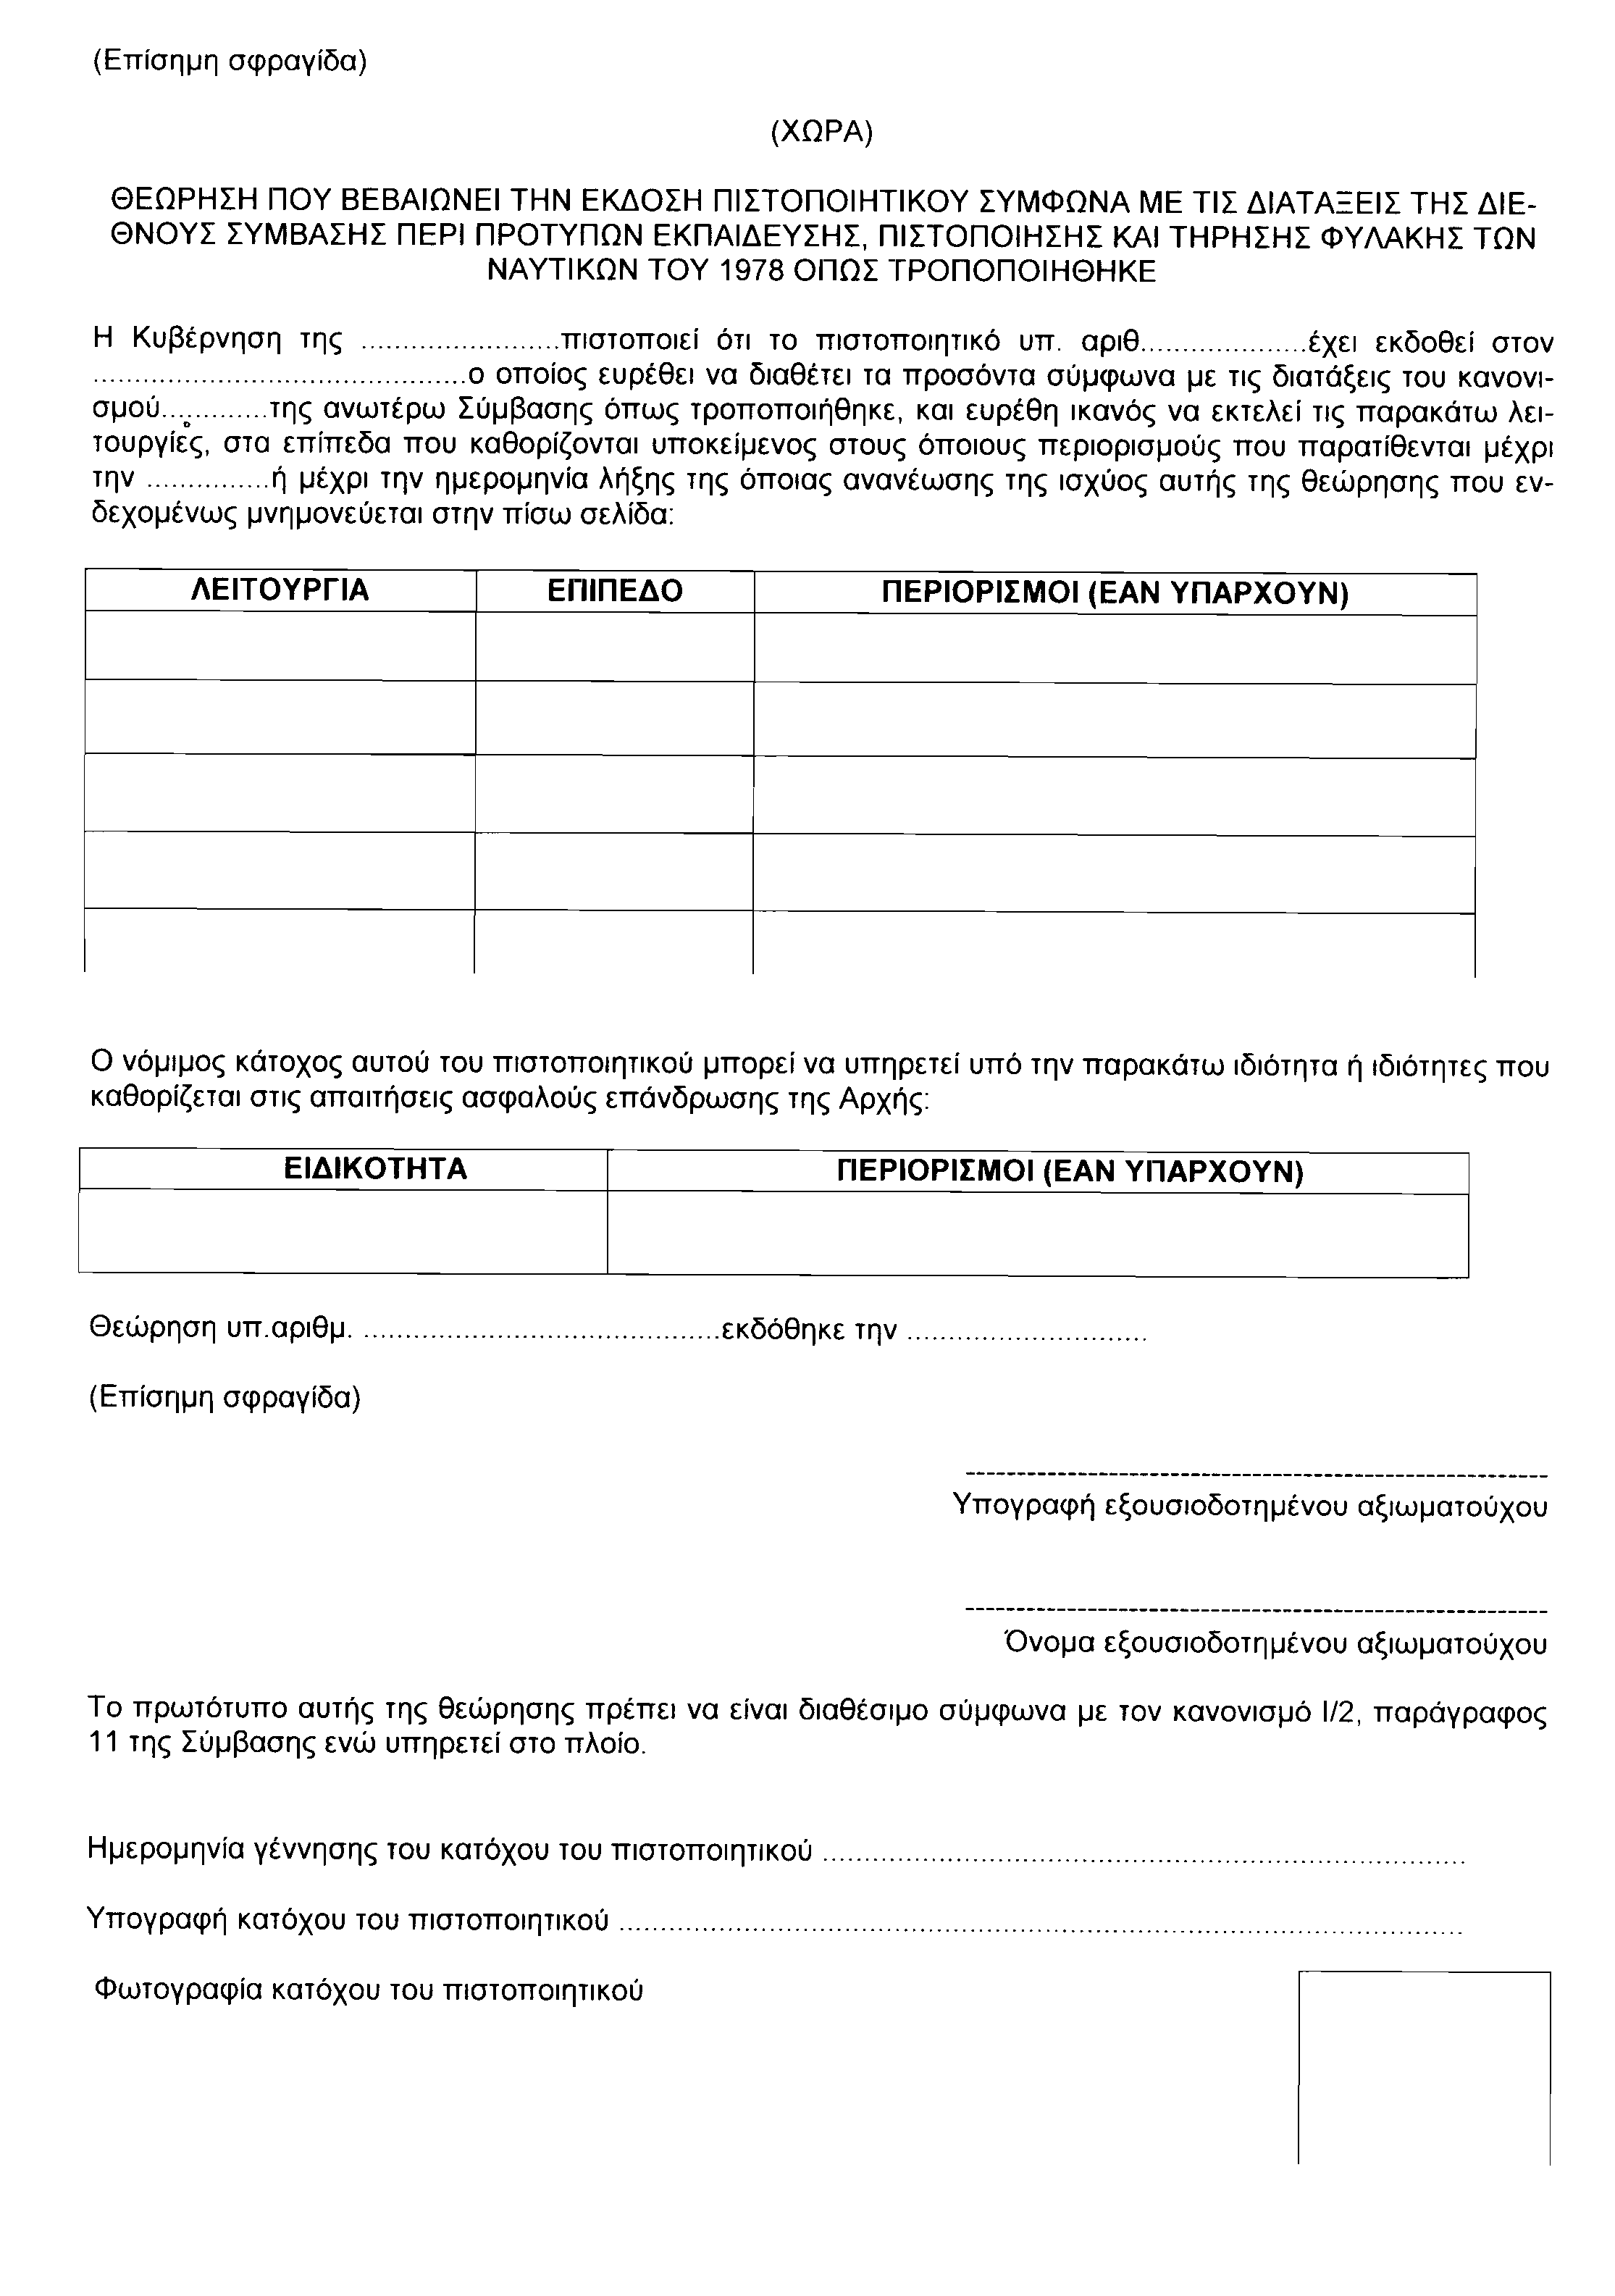 (Επίσημη σφραγίδα)
(ΧΩΡΑ)
ΘΕΩΡΗΣΗ ΠΟΥ ΒΕΒΑΙΩΝΕΙ ΤΗΝ ΕΚΔΟΣΗ ΠΙΣΤΟΠΟΙΗΤΙΚΟΥ ΣΥΜΦΩΝΑ ΜΕ ΤΙΣ ΔΙΑΤΑΞΕΙΣ ΤΗΣ ΔΙΕ-
ΘΝΟΥΣ ΣΥΜΒΑΣΗΣ ΠΕΡΙ ΠΡΟΤΥΠΩΝ ΕΚΠΑΙΔΕΥΣΗΣ, ΠΙΣΤΟΠΟΙΗΣΗΣ ΚΑΙ ΤΗΡΗΣΗΣ ΦΥΛΑΚΗΣ ΤΩΝ
ΝΑΥΤΙΚΩΝ ΤΟΥ 1978 ΟΠΩΣ ΤΡΟΠΟΠΟΙΗΘΗΚΕ
Η Κυβέρνηση της ........................πιστοποιεί ότι το πιστοποιητικό υπ. αριθ....................έχει εκδοθεί στον
.............................................ο οποίος ευρέθει να διαθέτει τα προσόντα σύμφωνα με τις διατάξεις του κανονι-
σμού.............της ανωτέρω Σύμβασης όπως τροποποιήθηκε, και ευρέθη ικανός να εκτελεί τις παρακάτω λει-
τουργίες, στα επίπεδα που καθορίζονται υποκείμενος στους όποιους περιορισμούς που παρατίθενται μέχρι
την ...............ή μέχρι την ημερομηνία λήξης της όποιας ανανέωσης της ισχύος αυτής της θεώρησης που εν-
δεχομένως μνημονεύεται στην πίσω σελίδα:
ΛΕΙΤΟΥΡΓΙΑ ΕΠΙΠΕΔΟ ΠΕΡΙΟΡΙΣΜΟΙ (ΕΑΝ ΥΠΑΡΧΟΥΝ)
Ο νόμιμος κάτοχος αυτού του πιστοποιητικού μπορεί να υπηρετεί υπό την παρακάτω ιδιότητα ή ιδιότητες που
καθορίζεται στις απαιτήσεις ασφαλούς επάνδρωσης της Αρχής:
ΕΙΔΙΚΟΤΗΤΑ ΠΕΡΙΟΡΙΣΜΟΙ (ΕΑΝ ΥΠΑΡΧΟΥΝ)
Θεώρηση υπ.αριθμ. ...........................................εκδόθηκε την .............................
(Επίσημη σφραγίδα)
Υπογραφή εξουσιοδοτημένου αξιωματούχου
Όνομα εξουσιοδοτημένου αξιωματούχου
Το πρωτότυπο αυτής της θεώρησης πρέπει να είναι διαθέσιμο σύμφωνα με τον κανονισμό Ι/2, παράγραφος
11 της Σύμβασης ενώ υπηρετεί στο πλοίο.
Ημερομηνία γέννησης του κατόχου του πιστοποιητικού ..............................................................................
Υπογραφή κατόχου του πιστοποιητικού .....................................................................................................
Φωτογραφία κατόχου του πιστοποιητικού